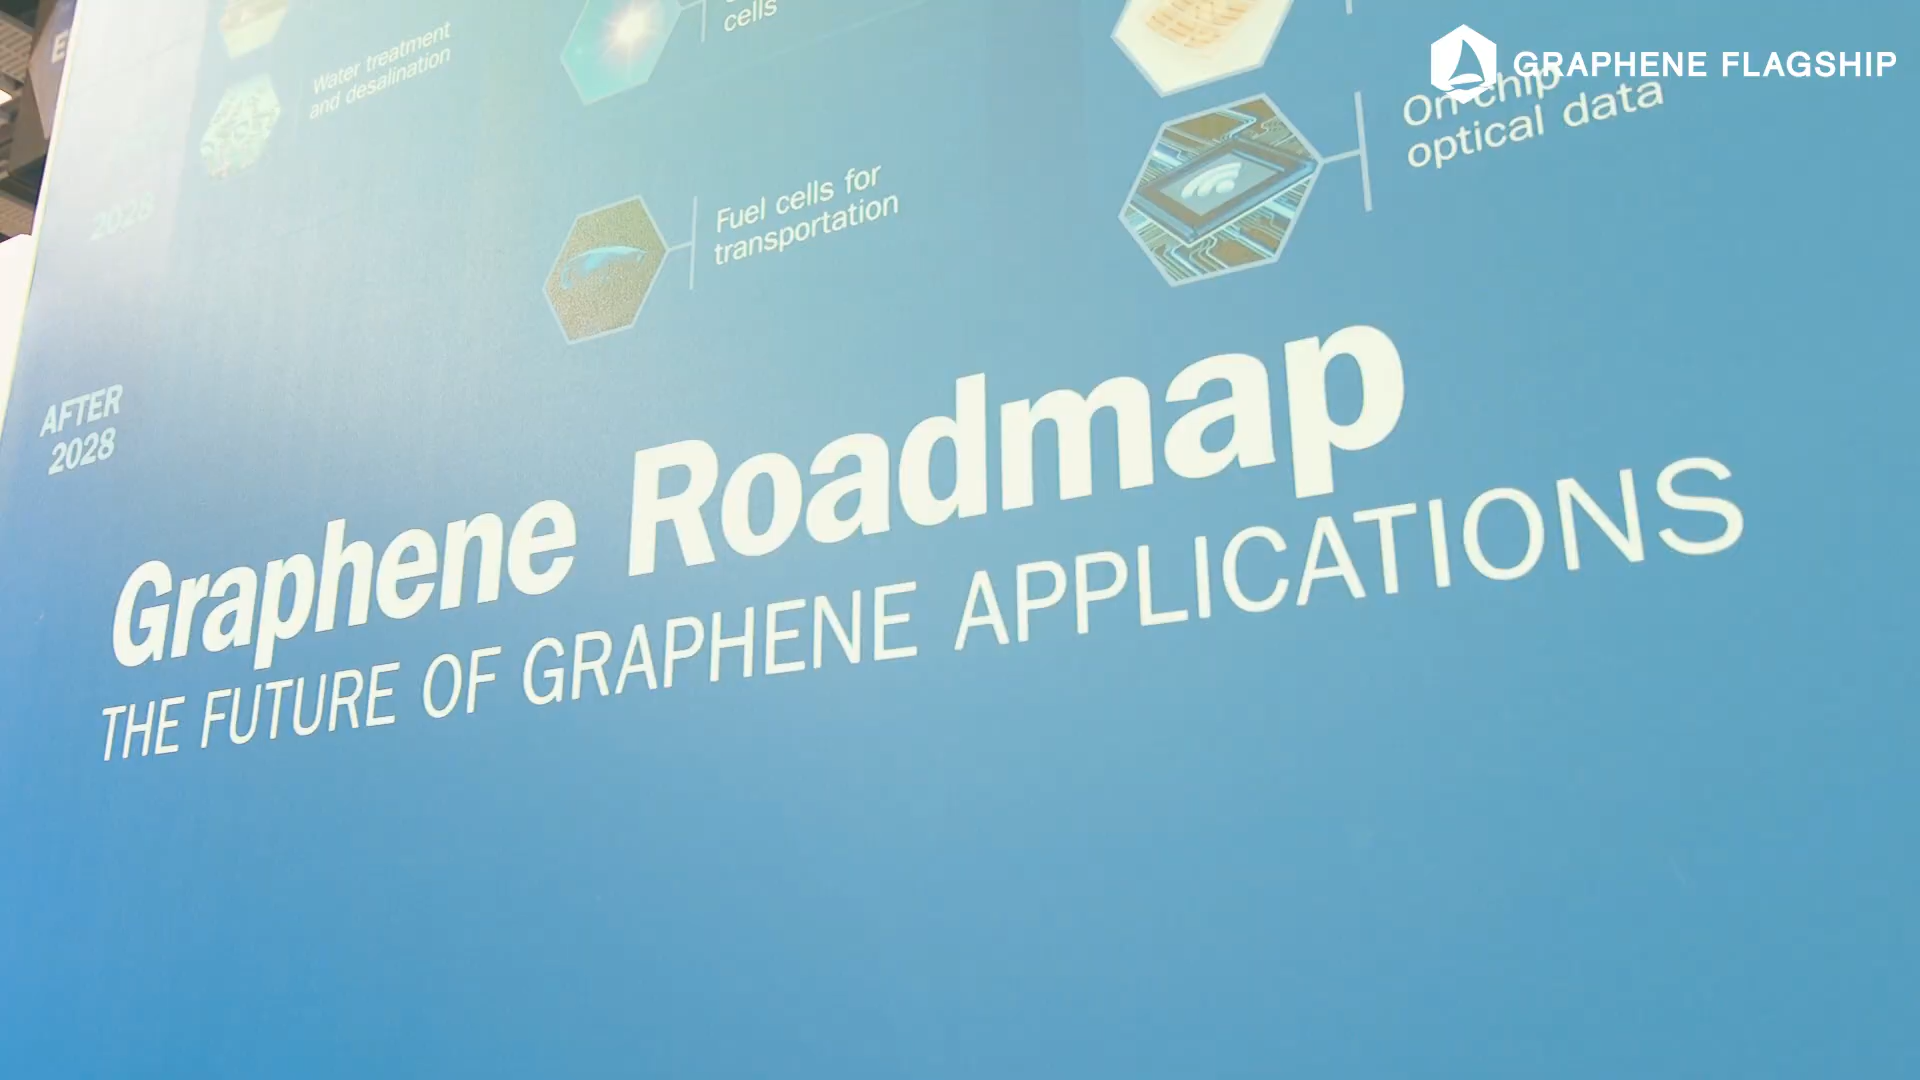 GRAPHENE FLAGSHIP
cells
Water treatment
and desalination
On-chip
optical data
2028
Fuel cells for
transportation
AFTER
2028
Graphene Roadmap
THE FUTURE OF GRAPHENE APPLICATIONS